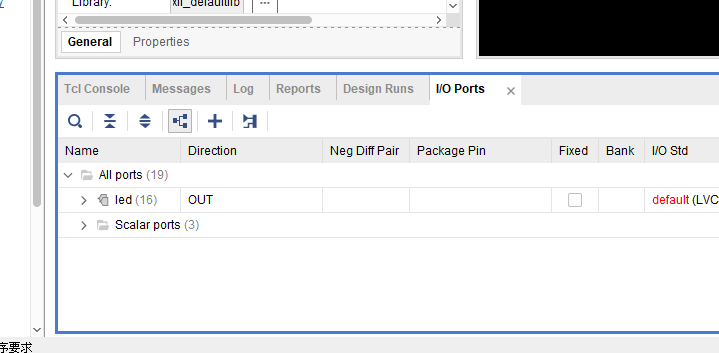 Library:
xil_defaultlib
General Properties
Tcl Console Messages Log Reports Design Runs I/O Ports
Name Direction Neg Diff Pair Package Pin Fixed Bank I/O Std
All ports (19)
led (16) OUT default (LVC
Scalar ports (3)
序要求